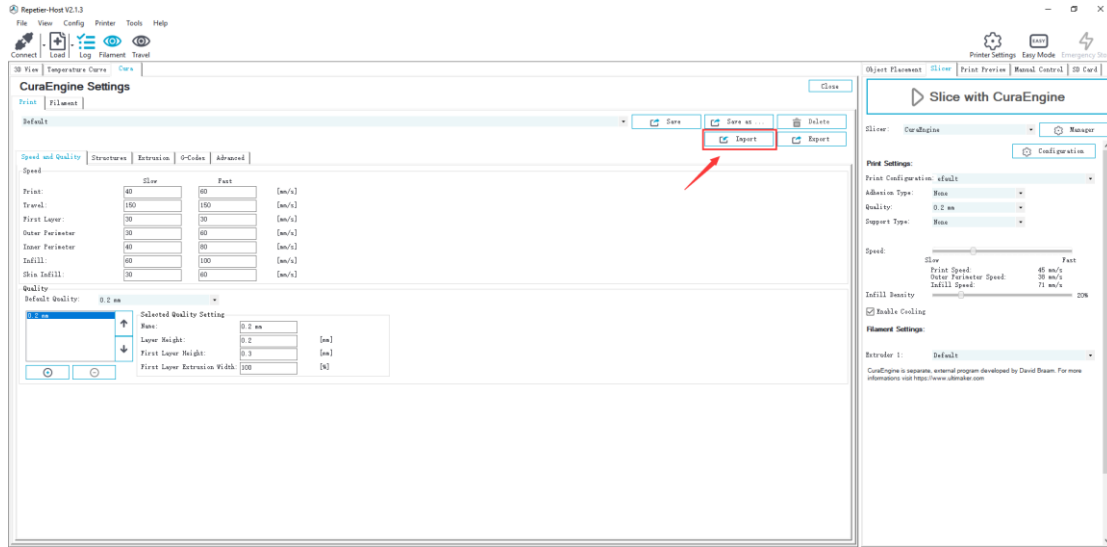 Repetier-Host V2.1.3
File View Config Printer Tools Help
Connect Load Log Filament Travel
Printer Settings Easy Mode Emergency Sto
3D View Temperature Curve Cura
Object Placement Slicer Print Preview Manual Control SD Card
CuraEngine Settings
Close
Print Filament
Default
Save Save as ... Delete
Import Export
Speed and Quality Structures Extrusion G-Codes Advanced
Speed
Slow Fast
Print: 40 60 [mm/s]
Travel: 150 150 [mm/s]
First Layer: 30 30 [mm/s]
Outer Perimeter 30 60 [mm/s]
Inner Perimeter 40 80 [mm/s]
Infill: 60 100 [mm/s]
Skin Infill: 30 60 [mm/s]
Quality
Default Quality: 0.2 mm
0.2 mm
Selected Quality Setting
Name: 0.2 mm
Layer Height: 0.2 [mm]
First Layer Height: 0.3 [mm]
First Layer Extrusion Width: 100 [%]
Slice with CuraEngine
Slicer: CuraEngine Manager
Configuration
Print Settings:
Print Configuration: efault
Adhesion Type: None
Quality: 0.2 mm
Support Type: None
Speed:
Slow Fast
Print Speed: 45 mm/s
Outer Perimeter Speed: 38 mm/s
Infill Speed: 71 mm/s
Infill Density 20%
Enable Cooling
Filament Settings:
Extruder 1: Default
CuraEngine is separate, external program developed by David Braam. For more
informations visit https://www.ultimaker.com